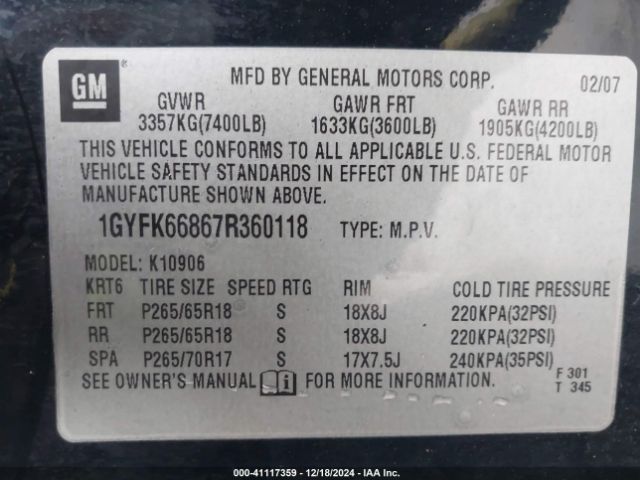 GM
MFD BY GENERAL MOTORS CORP. 02/07
GVWR GAWR FRT GAWR RR
3357KG(7400LB) 1633KG(3600LB) 1905KG(4200LB)
THIS VEHICLE CONFORMS TO ALL APPLICABLE U.S. FEDERAL MOTOR
VEHICLE SAFETY STANDARDS IN EFFECT ON THE DATE OF
MANUFACTURE SHOWN ABOVE.
1GYFK66867R360118 TYPE: M.P.V.
MODEL: K10906
KRT6 TIRE SIZE SPEED RTG RIM COLD TIRE PRESSURE
FRT P265/65R18 S 18X8J 220KPA(32PSI)
RR P265/65R18 S 18X8J 220KPA(32PSI)
SPA P265/70R17 S 17X7.5J 240KPA(35PSI)
SEE OWNER'S MANUAL i FOR MORE INFORMATION. F 301
T 345
000-41117359 - 12/18/2024 - IAA Inc.